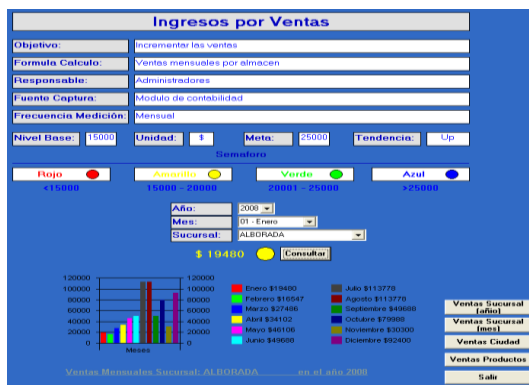 Ingresos por Ventas
Objetivo: Incrementar las ventas
Formula Calculo: Ventas mensuales por almacen
Responsable: Administradores
Fuente Captura: Modulo de contabilidad
Frecuencia Medición: Mensual
Nivel Base: 15000 Unidad: $ Meta: 25000 Tendencia: Up
Semaforo
Rojo Amarillo Verde Azul
<15000 15000 - 20000 20001 - 25000 >25000
Año: 2008
Mes: 01 - Enero
Sucursal: ALBORADA
$ 19480 Consultar
120000 120000
100000 100000
80000 80000
60000 60000
40000 40000
20000 20000
0 0
Meses
Enero $19480 Julio $113778
Febrero $16847 Agosto $113778
Marzo $27486 Septiembre $49688
Abril $34102 Octubre $79988
Mayo $46106 Noviembre $30300
Junio $49688 Diciembre $92400
Ventas Mensuales Sucursal: ALBORADA en el año 2008
Ventas Sucursal
(año)
Ventas Sucursal
(mes)
Ventas Ciudad
Ventas Productos
Salir